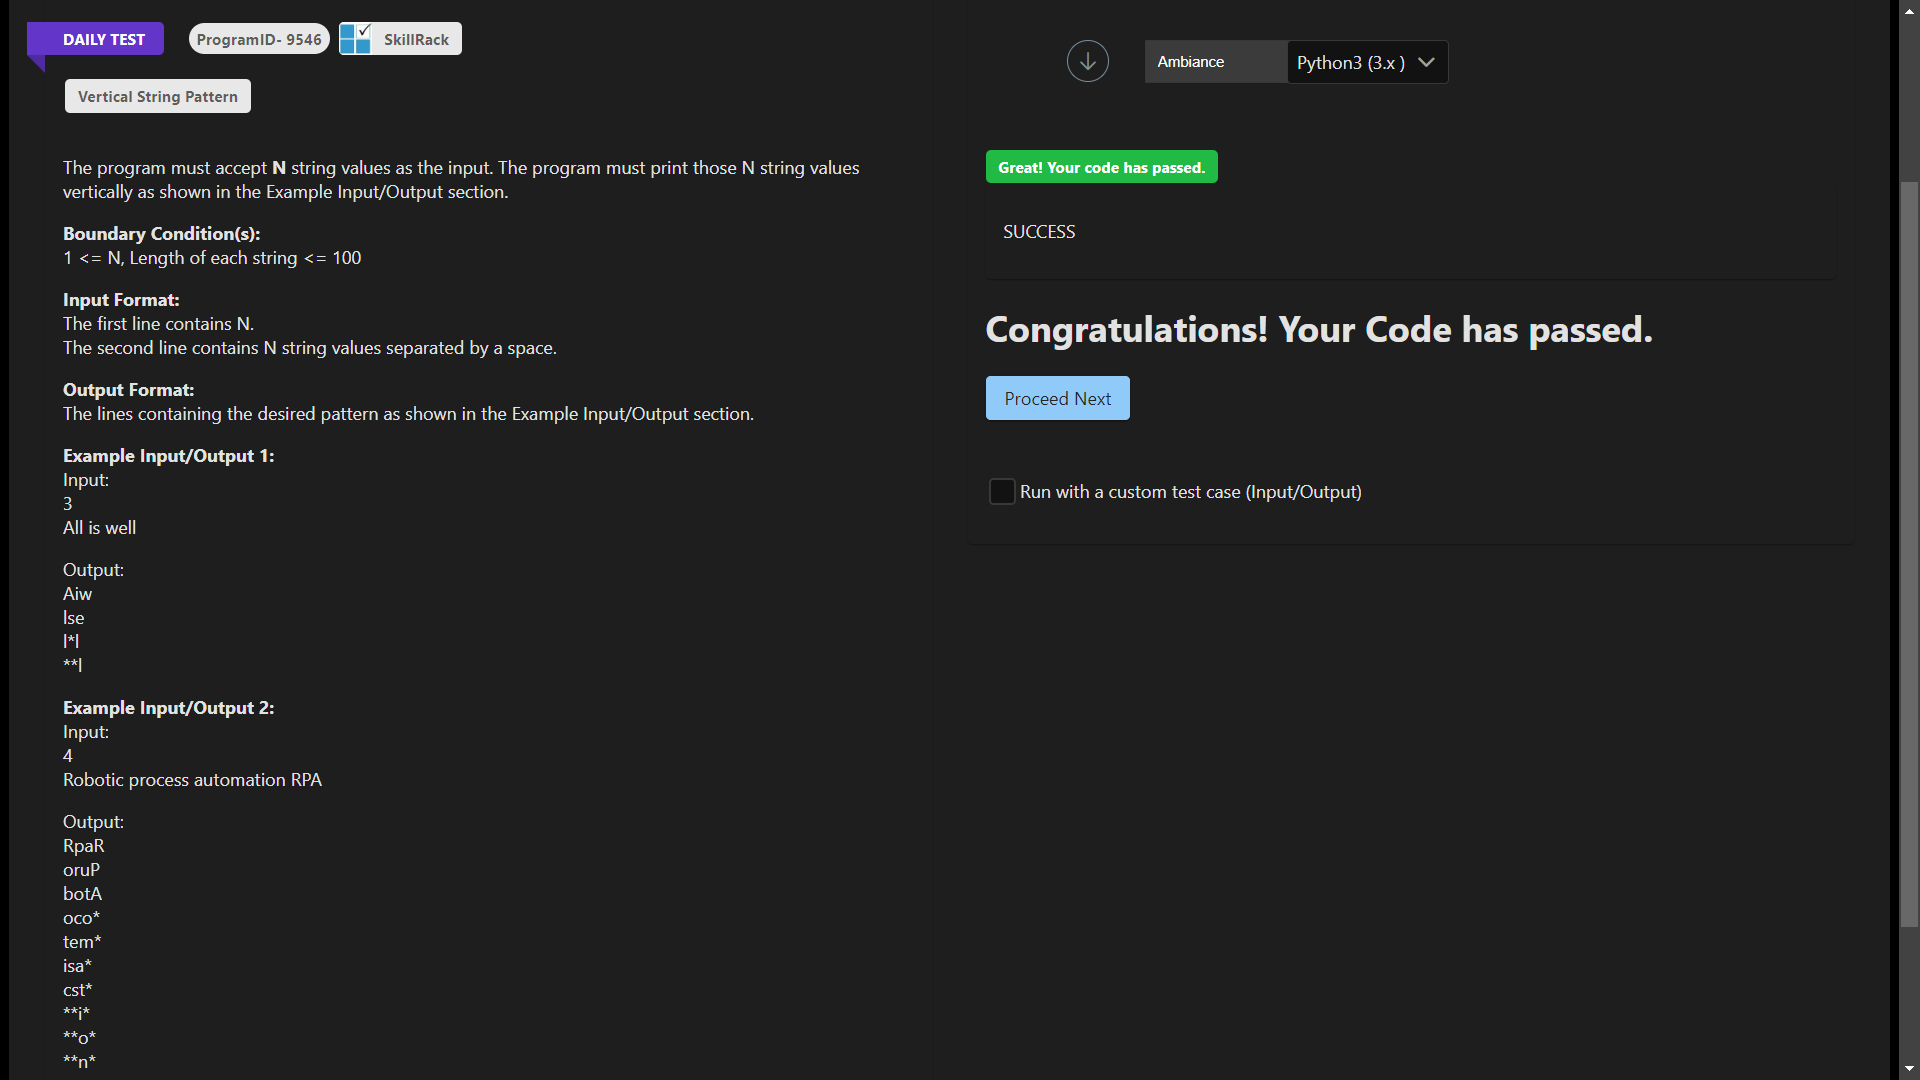 DAILY TEST
ProgramID- 9546
SkillRack
Vertical String Pattern
The program must accept N string values as the input. The program must print those N string values
vertically as shown in the Example Input/Output section.
Boundary Condition(s):
1 <= N, Length of each string <= 100
Input Format:
The first line contains N.
The second line contains N string values separated by a space.
Output Format:
The lines containing the desired pattern as shown in the Example Input/Output section.
Example Input/Output 1:
Input:
3
All is well
Output:
Aiw
lse
l*l
**l
Example Input/Output 2:
Input:
4
Robotic process automation RPA
Output:
RpaR
oruP
botA
oco*
tem*
isa*
cst*
**i*
**o*
**n*
Ambiance
Python3 (3.x )
Great! Your code has passed.
SUCCESS
Congratulations! Your Code has passed.
Proceed Next
Run with a custom test case (Input/Output)